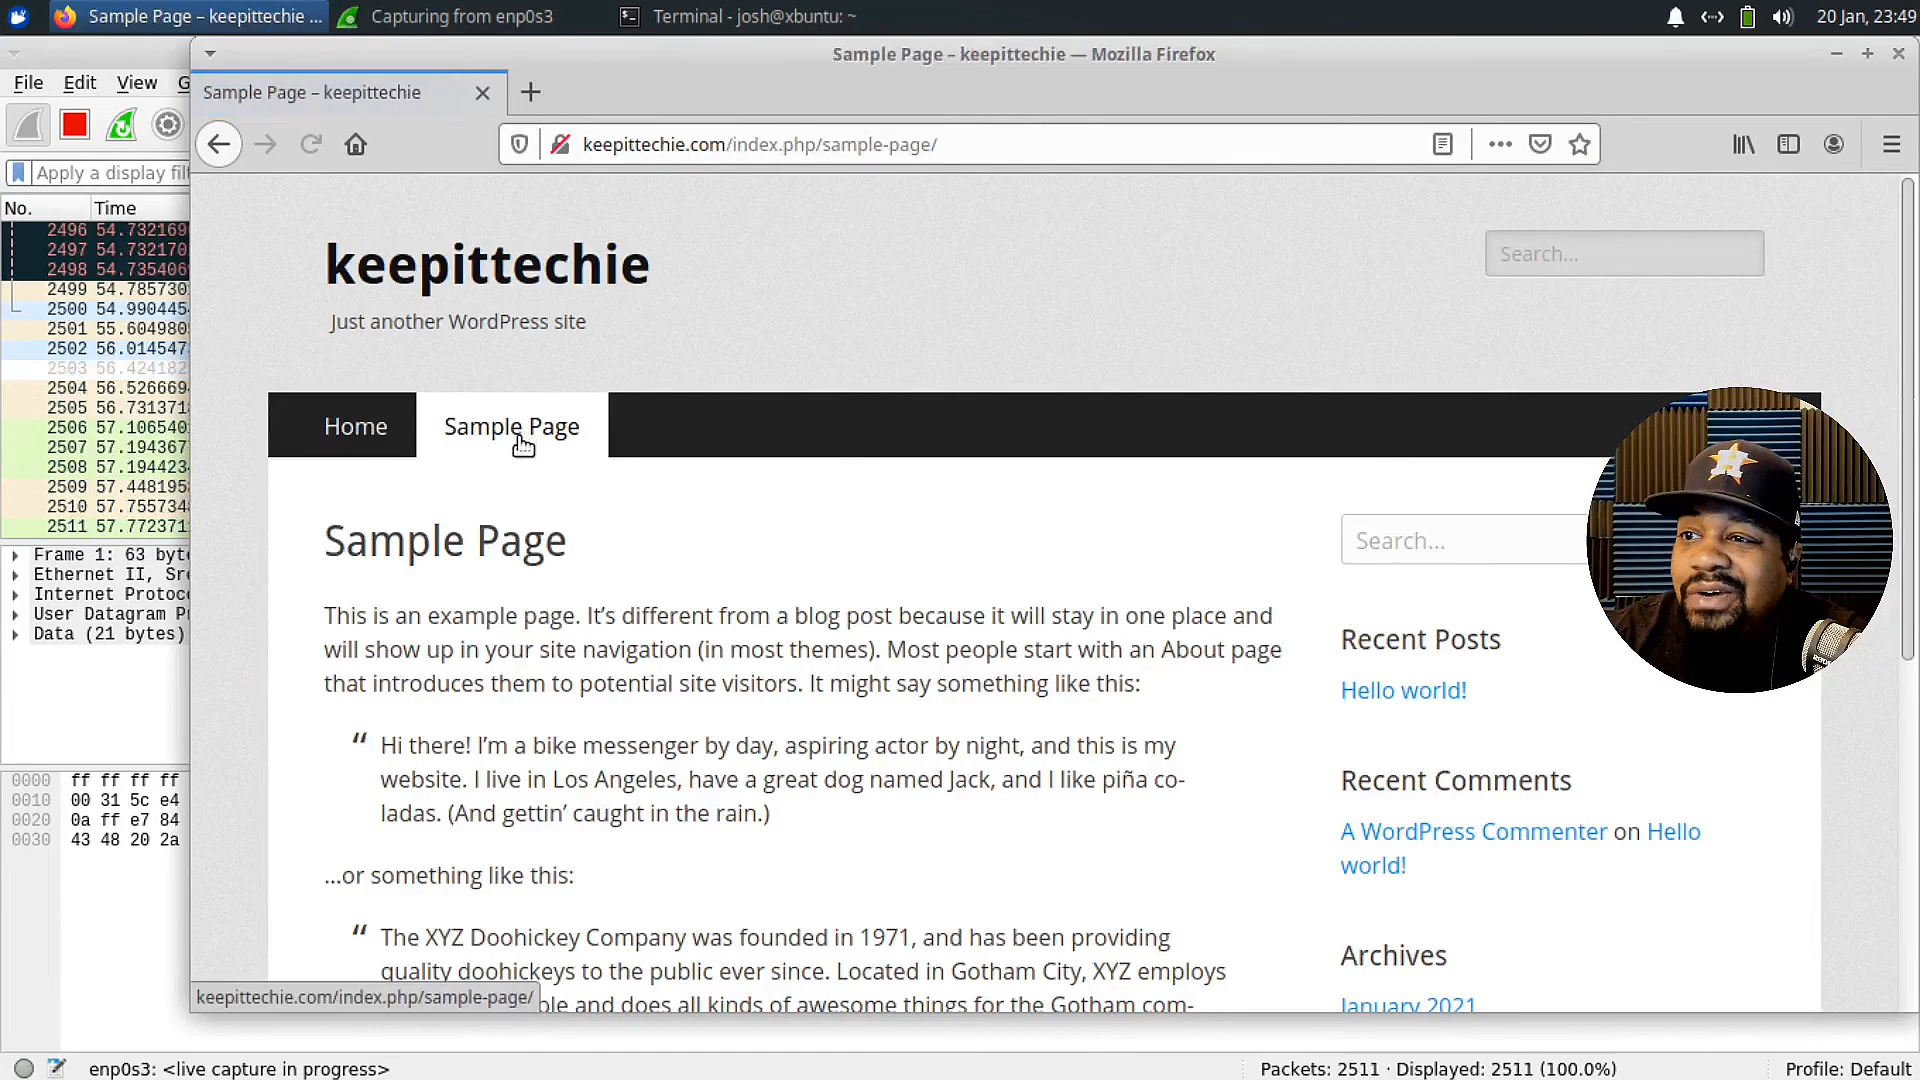 Sample Page – keepittechie ...
Capturing from enp0s3
Terminal - josh@xbuntu: ~
20 Jan, 23:49
Sample Page – keepittechie — Mozilla Firefox
File Edit View G
Sample Page – keepittechie
keepittechie.com/index.php/sample-page/
Apply a display filt
No. Time
2496 54.732169
2497 54.732170
2498 54.735406
2499 54.785730
2500 54.990445
2501 55.604980
2502 56.014547
2503 56.424182
2504 56.526669
2505 56.731371
2506 57.106540
2507 57.194367
2508 57.194423
2509 57.448195
2510 57.755734
2511 57.772371
Frame 1: 63 byt
Ethernet II, Sr
Internet Protoc
User Datagram P
Data (21 bytes)
0000 ff ff ff ff
0010 00 31 5c e4
0020 0a ff e7 84
0030 43 48 20 2a
keepittechie
Just another WordPress site
Search...
Home
Sample Page
Sample Page
This is an example page. It’s different from a blog post because it will stay in one place and
will show up in your site navigation (in most themes). Most people start with an About page
that introduces them to potential site visitors. It might say something like this:
“ Hi there! I’m a bike messenger by day, aspiring actor by night, and this is my
website. I live in Los Angeles, have a great dog named Jack, and I like piña co-
ladas. (And gettin’ caught in the rain.)
…or something like this:
“ The XYZ Doohickey Company was founded in 1971, and has been providing
quality doohickeys to the public ever since. Located in Gotham City, XYZ employs
ple and does all kinds of awesome things for the Gotham com-
Search...
Recent Posts
Hello world!
Recent Comments
A WordPress Commenter on Hello
world!
Archives
January 2021
keepittechie.com/index.php/sample-page/
enp0s3: <live capture in progress>
Packets: 2511 · Displayed: 2511 (100.0%)
Profile: Default